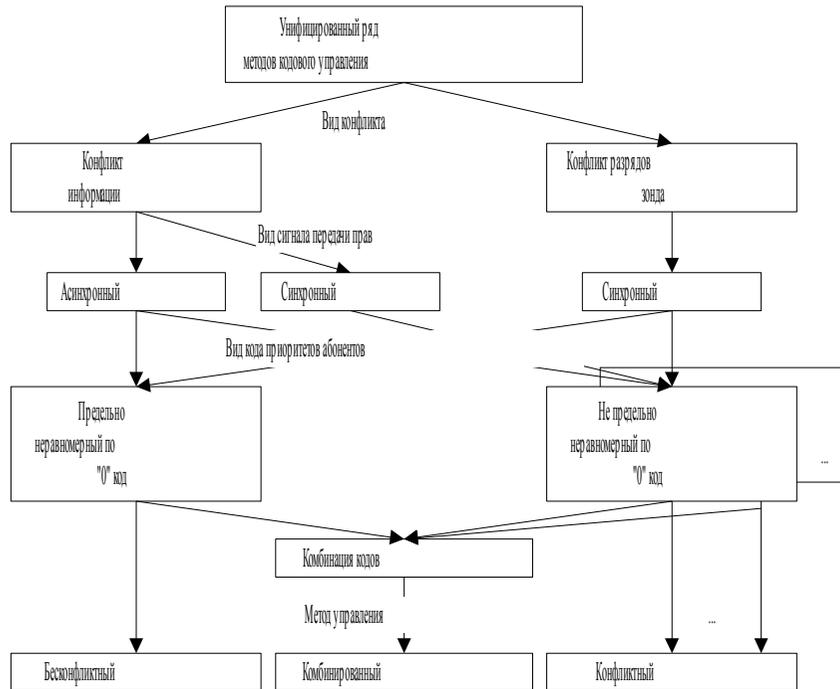 Унифицированный ряд
методов кодового управления
Вид конфликта
Конфликт
информации
Конфликт разрядов
зонда
Вид сигнала передачи прав
Асинхронный
Синхронный
Синхронный
Вид кода приоритетов абонентов
Предельно
неравномерный по
"0" код
Не предельно
неравномерный по
"0" код
...
Комбинация кодов
Метод управления
...
Бесконфликтный
Комбинированный
Конфликтный